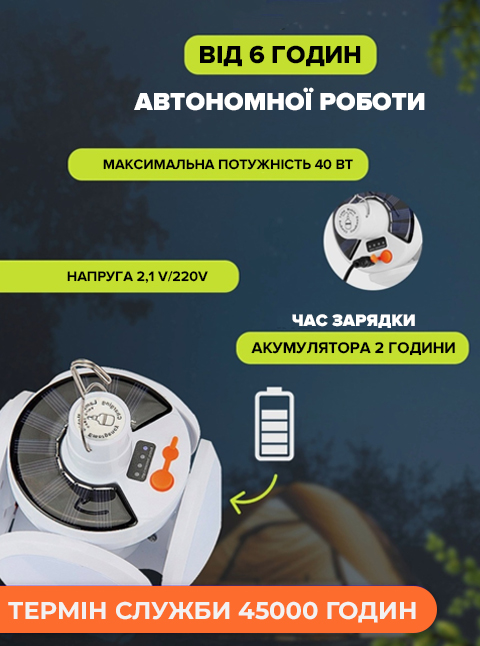 ВІД 6 ГОДИН
АВТОНОМНОЇ РОБОТИ
МАКСИМАЛЬНА ПОТУЖНІСТЬ 40 ВТ
НАПРУГА 2,1 V/220V
ЧАС ЗАРЯДКИ
АКУМУЛЯТОРА 2 ГОДИНИ
ТЕРМІН СЛУЖБИ 45000 ГОДИН